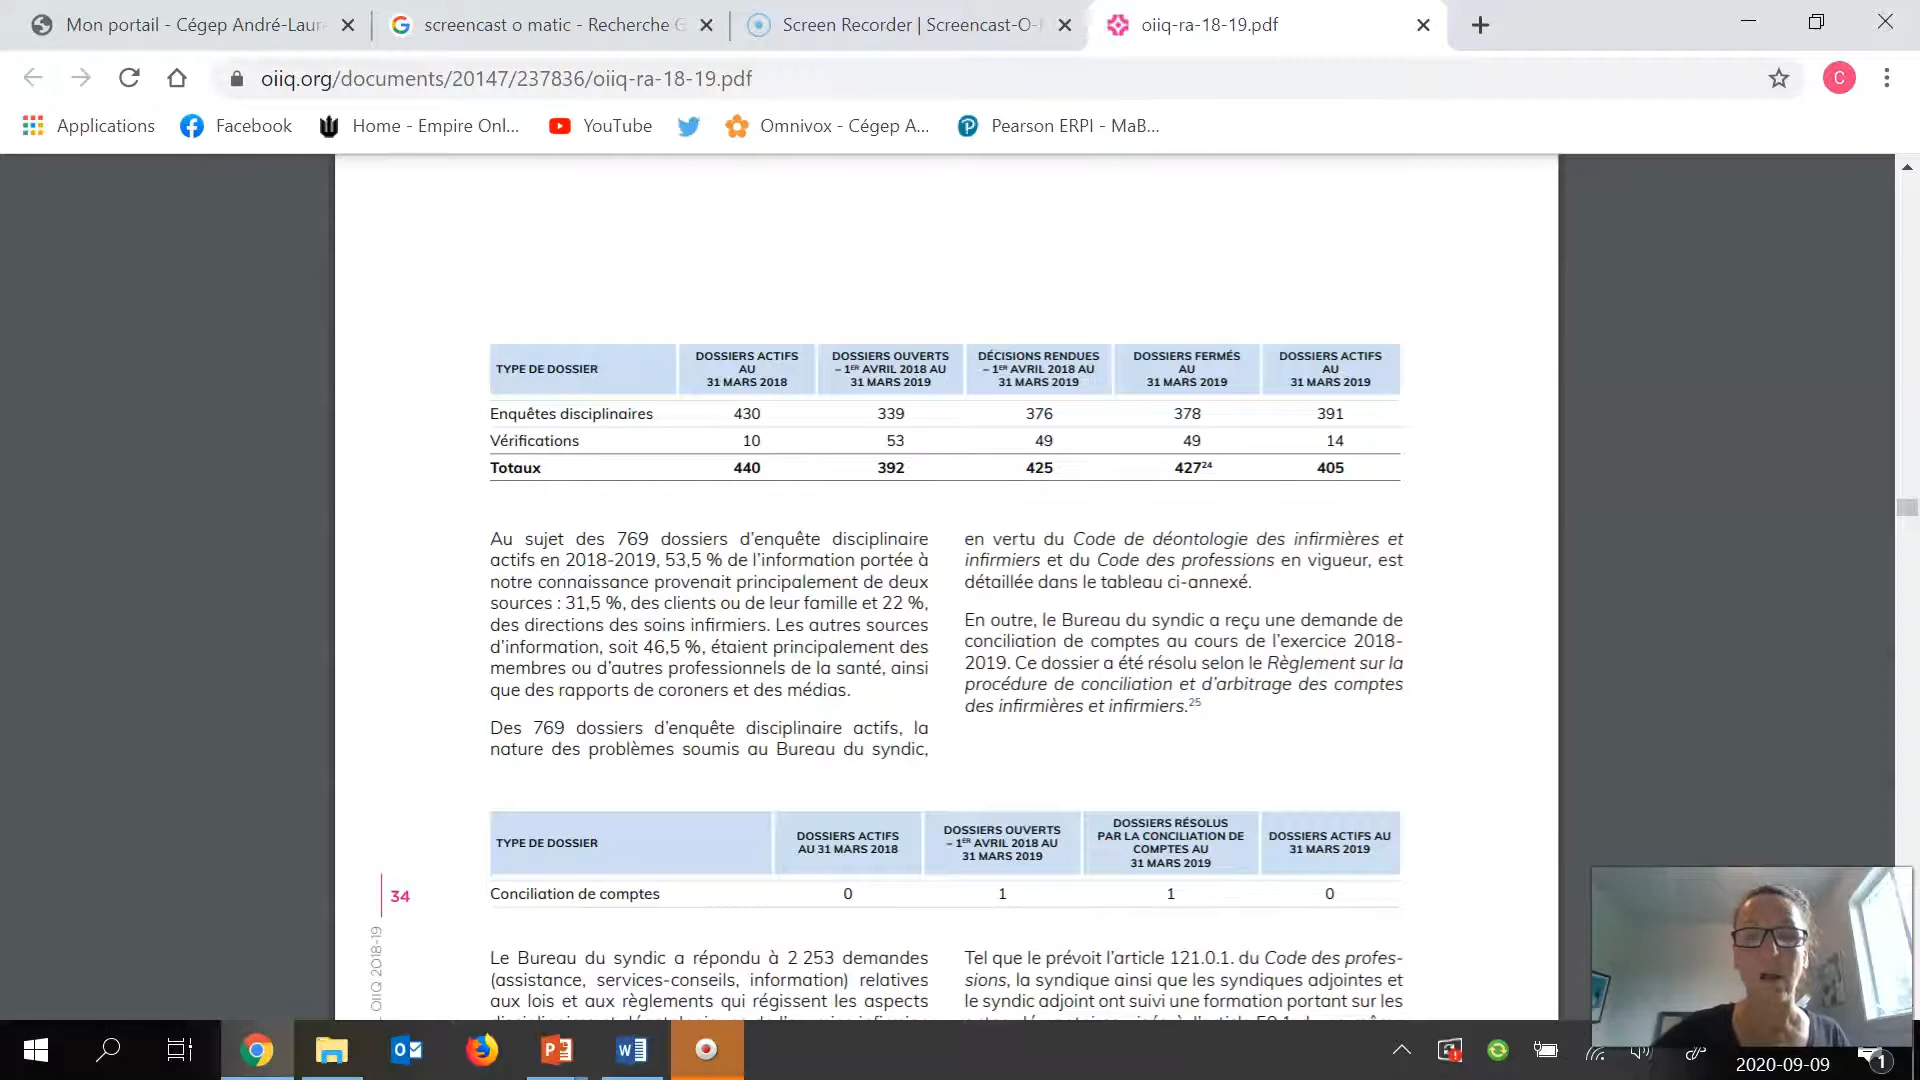 Mon portail - Cégep André-Laur
screencast o matic - Recherche G
Screen Recorder | Screencast-O-
oiiq-ra-18-19.pdf
oiiq.org/documents/20147/237836/oiiq-ra-18-19.pdf
C
Applications
Facebook
Home - Empire Onl...
YouTube
Omnivox - Cégep A...
Pearson ERPI - MaB...
TYPE DE DOSSIER
DOSSIERS ACTIFS
AU
31 MARS 2018
DOSSIERS OUVERTS
– 1ER AVRIL 2018 AU
31 MARS 2019
DÉCISIONS RENDUES
– 1ER AVRIL 2018 AU
31 MARS 2019
DOSSIERS FERMÉS
AU
31 MARS 2019
DOSSIERS ACTIFS
AU
31 MARS 2019
Enquêtes disciplinaires 430 339 376 378 391
Vérifications 10 53 49 49 14
Totaux 440 392 425 427²⁴ 405
Au sujet des 769 dossiers d’enquête disciplinaire
actifs en 2018-2019, 53,5 % de l’information portée à
notre connaissance provenait principalement de deux
sources : 31,5 %, des clients ou de leur famille et 22 %,
des directions des soins infirmiers. Les autres sources
d’information, soit 46,5 %, étaient principalement des
membres ou d’autres professionnels de la santé, ainsi
que des rapports de coroners et des médias.
Des 769 dossiers d’enquête disciplinaire actifs, la
nature des problèmes soumis au Bureau du syndic,
en vertu du Code de déontologie des infirmières et
infirmiers et du Code des professions en vigueur, est
détaillée dans le tableau ci-annexé.
En outre, le Bureau du syndic a reçu une demande de
conciliation de comptes au cours de l’exercice 2018-
2019. Ce dossier a été résolu selon le Règlement sur la
procédure de conciliation et d’arbitrage des comptes
des infirmières et infirmiers.²⁵
TYPE DE DOSSIER
DOSSIERS ACTIFS
AU 31 MARS 2018
DOSSIERS OUVERTS
– 1ER AVRIL 2018 AU
31 MARS 2019
DOSSIERS RÉSOLUS
PAR LA CONCILIATION DE
COMPTES AU
31 MARS 2019
DOSSIERS ACTIFS AU
31 MARS 2019
Conciliation de comptes 0 1 1 0
34
OIIQ 2018-19
Le Bureau du syndic a répondu à 2 253 demandes
(assistance, services-conseils, information) relatives
aux lois et aux règlements qui régissent les aspects
Tel que le prévoit l’article 121.0.1. du Code des profes-
sions, la syndique ainsi que les syndiques adjointes et
le syndic adjoint ont suivi une formation portant sur les
2020-09-09
1